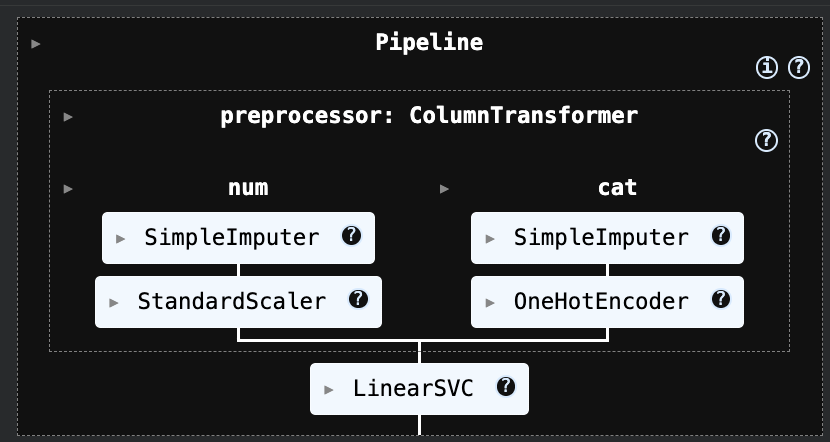 Pipeline
i ?
preprocessor: ColumnTransformer
?
num cat
SimpleImputer ? SimpleImputer ?
StandardScaler ? OneHotEncoder ?
LinearSVC ?